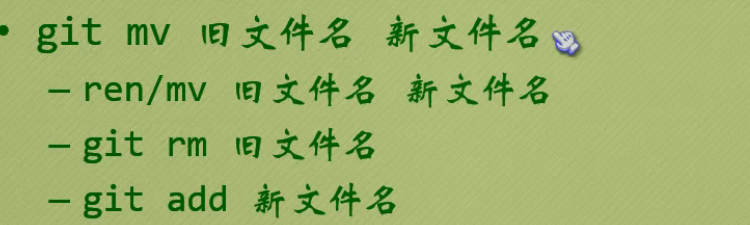 • git mv 旧文件名 新文件名
– ren/mv 旧文件名 新文件名
– git rm 旧文件名
– git add 新文件名